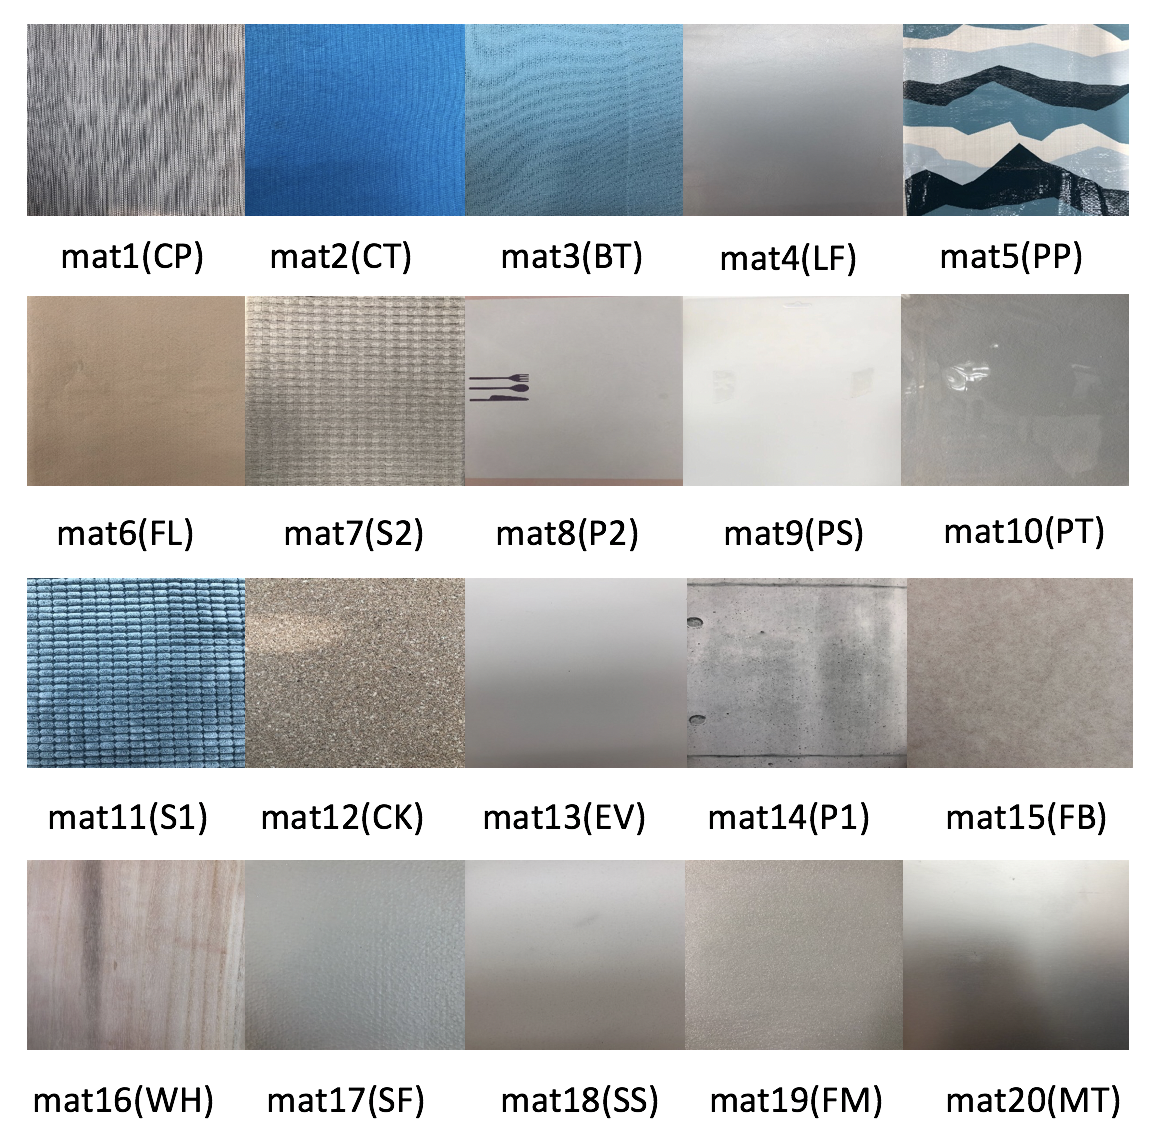 mat1(CP) mat2(CT) mat3(BT) mat4(LF) mat5(PP)
mat6(FL) mat7(S2) mat8(P2) mat9(PS) mat10(PT)
mat11(S1) mat12(CK) mat13(EV) mat14(P1) mat15(FB)
mat16(WH) mat17(SF) mat18(SS) mat19(FM) mat20(MT)